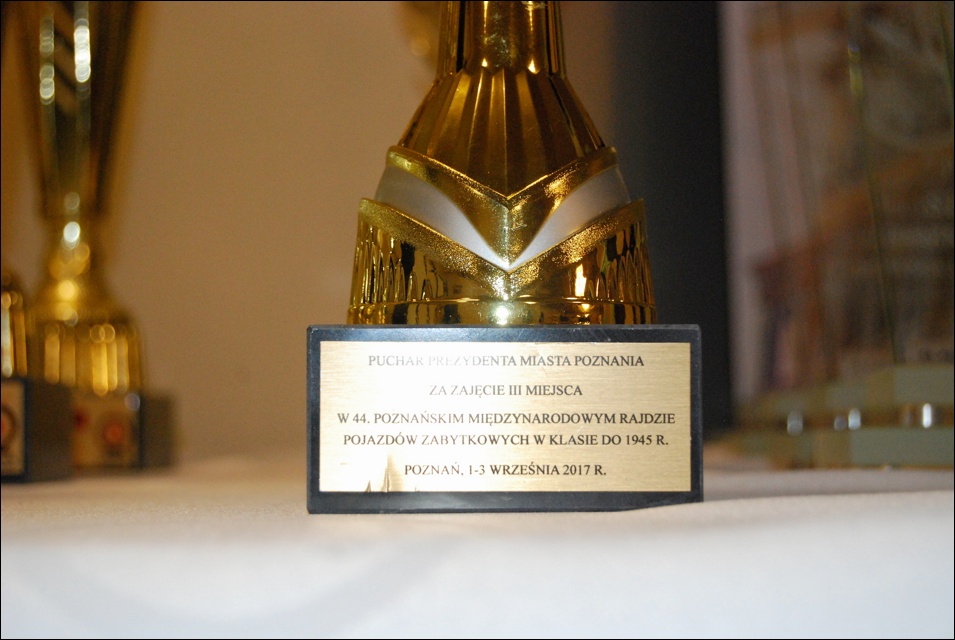 PUCHAR PREZYDENTA MIASTA POZNANIA
ZA ZAJĘCIE III MIEJSCA
W 44. POZNAŃSKIM MIĘDZYNARODOWYM RAJDZIE
POJAZDÓW ZABYTKOWYCH W KLASIE DO 1945 R.
POZNAŃ, 1-3 WRZEŚNIA 2017 R.